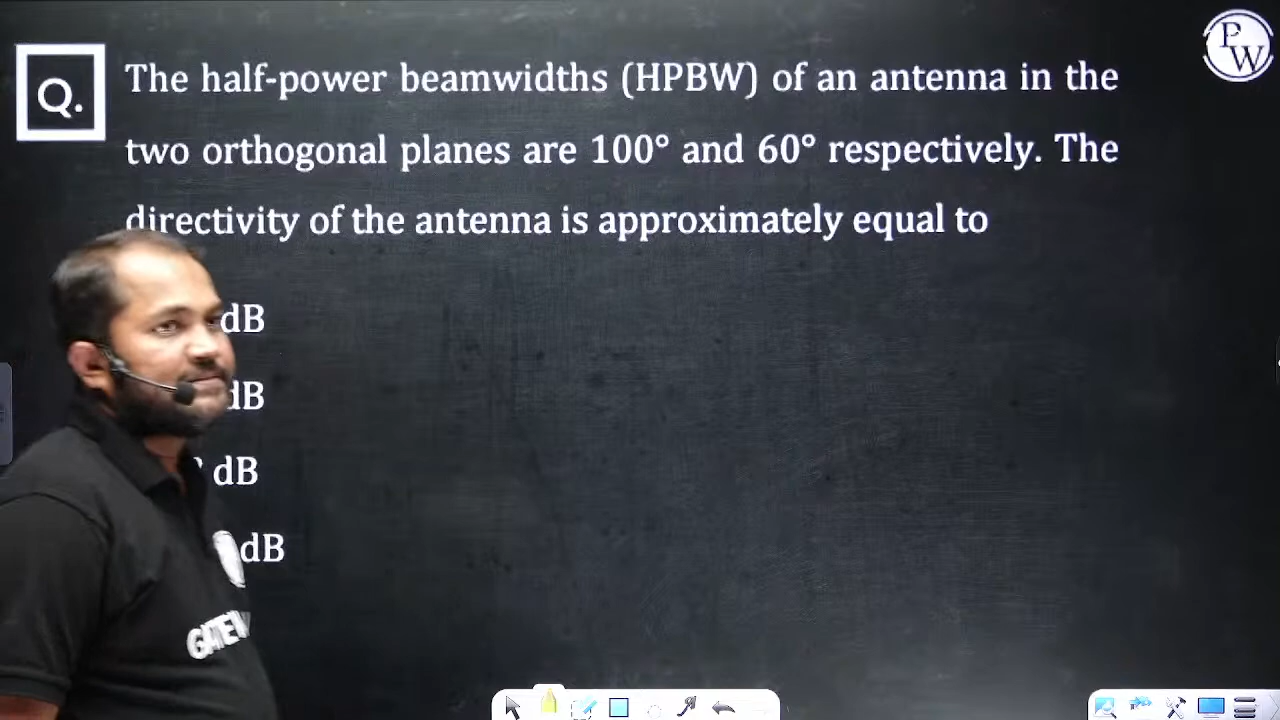 Q.
The half-power beamwidths (HPBW) of an antenna in the
two orthogonal planes are 100° and 60° respectively. The
directivity of the antenna is approximately equal to
dB
dB
dB
dB
GATE
PW